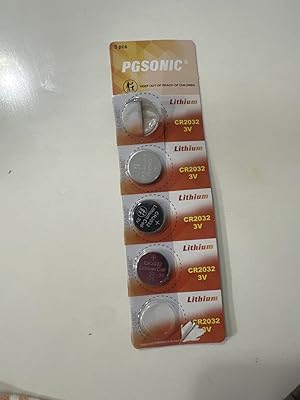 5 pcs
PGSONIC®
KEEP OUT OF REACH OF CHILDREN
Lithium
CR2032
3V
Lithium
CR2032
3V
Lithium
CR2032
3V
Lithium
CR2032
3V
Lithium
CR2032
3V